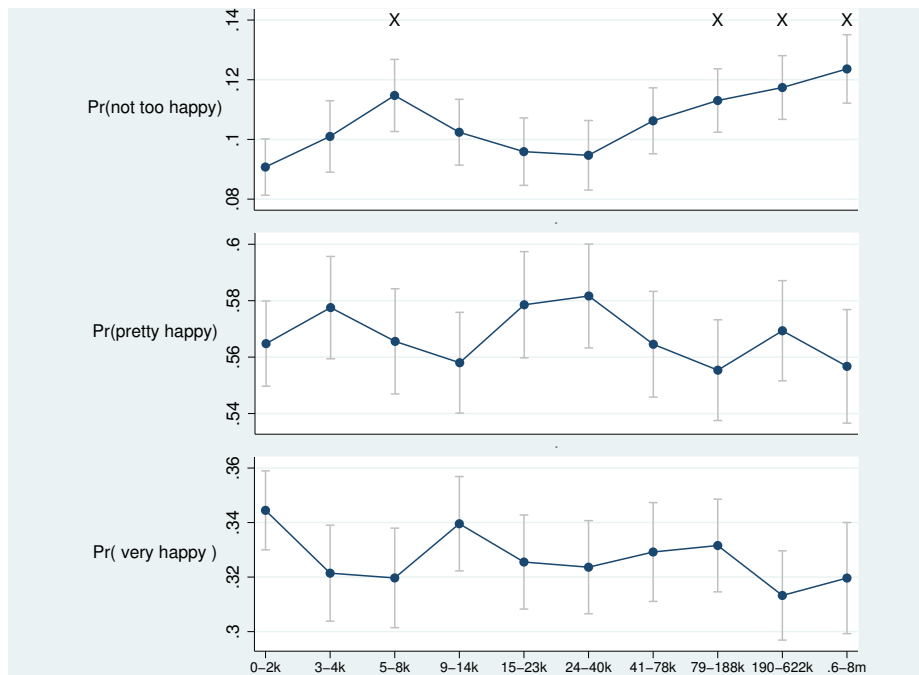 X X X X
.14
.12
.1
.08
Pr(not too happy)
.
.6
.58
.56
.54
Pr(pretty happy)
.
.36
.34
.32
.3
Pr( very happy )
0–2k 3–4k 5–8k 9–14k 15–23k 24–40k 41–78k 79–188k 190–622k .6–8m